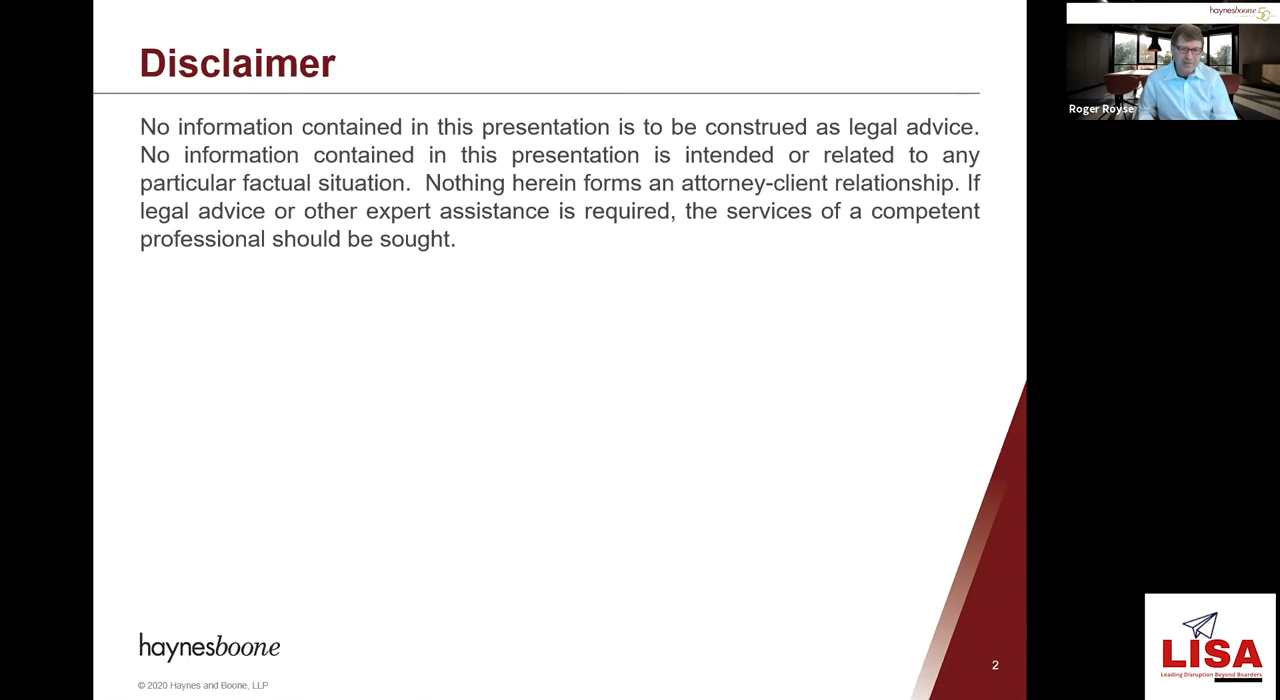 Disclaimer
No information contained in this presentation is to be construed as legal advice.
No information contained in this presentation is intended or related to any
particular factual situation.  Nothing herein forms an attorney-client relationship. If
legal advice or other expert assistance is required, the services of a competent
professional should be sought.
haynesboone
© 2020 Haynes and Boone, LLP
2
haynesboone 50
Roger Royse
LISA
Leading Disruption Beyond Boarders